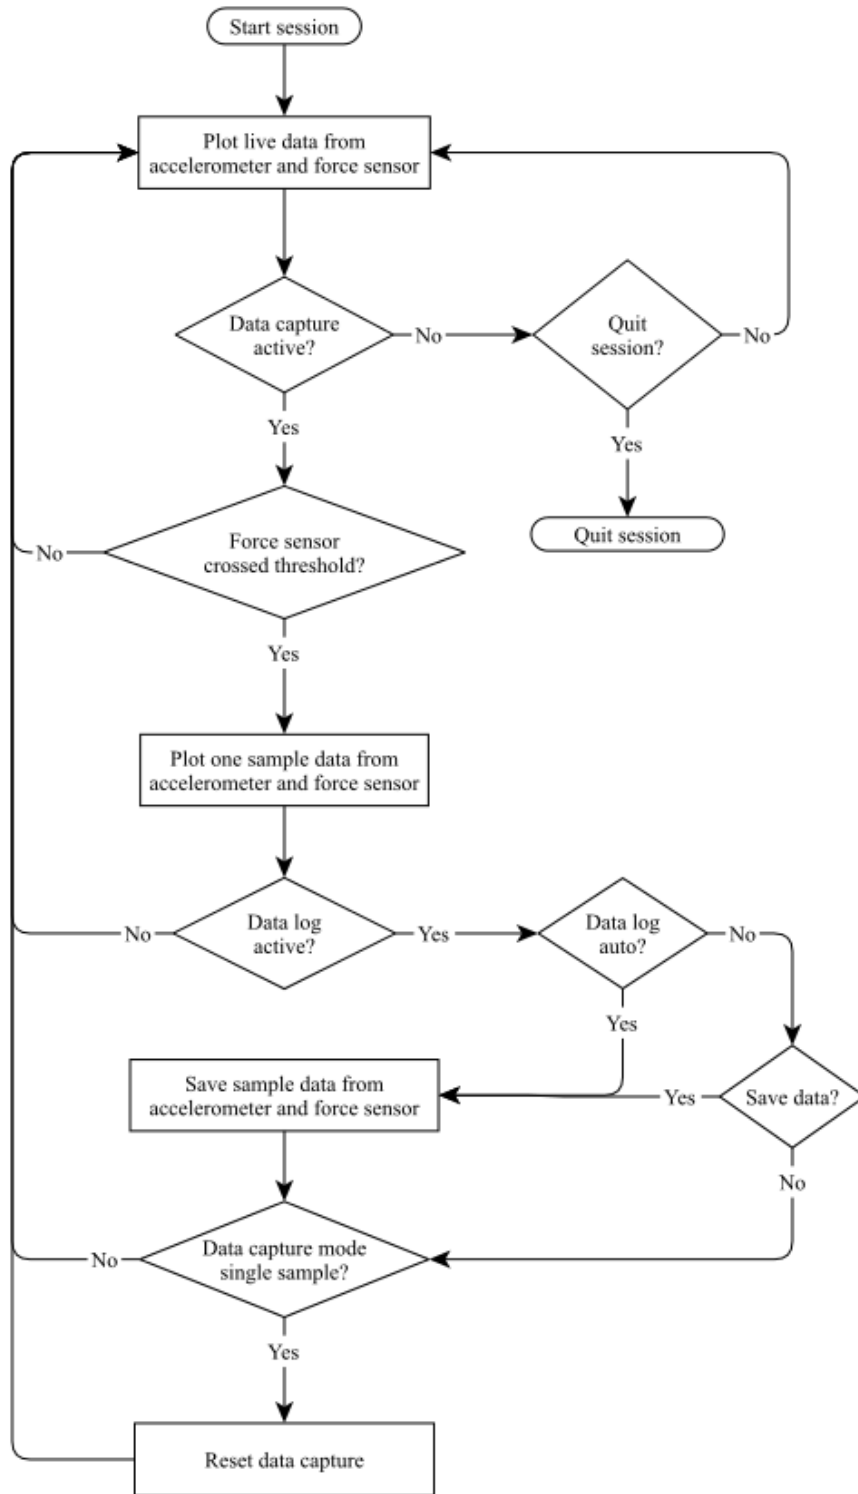 Start session
Plot live data from
accelerometer and force sensor
Data capture
active?
No
Quit
session?
No
Yes
Yes
Quit session
Force sensor
crossed threshold?
No
Yes
Plot one sample data from
accelerometer and force sensor
Data log
active?
No
Yes
Data log
auto?
No
Yes
Save sample data from
accelerometer and force sensor
Yes
Save data?
No
Data capture mode
single sample?
No
Yes
Reset data capture